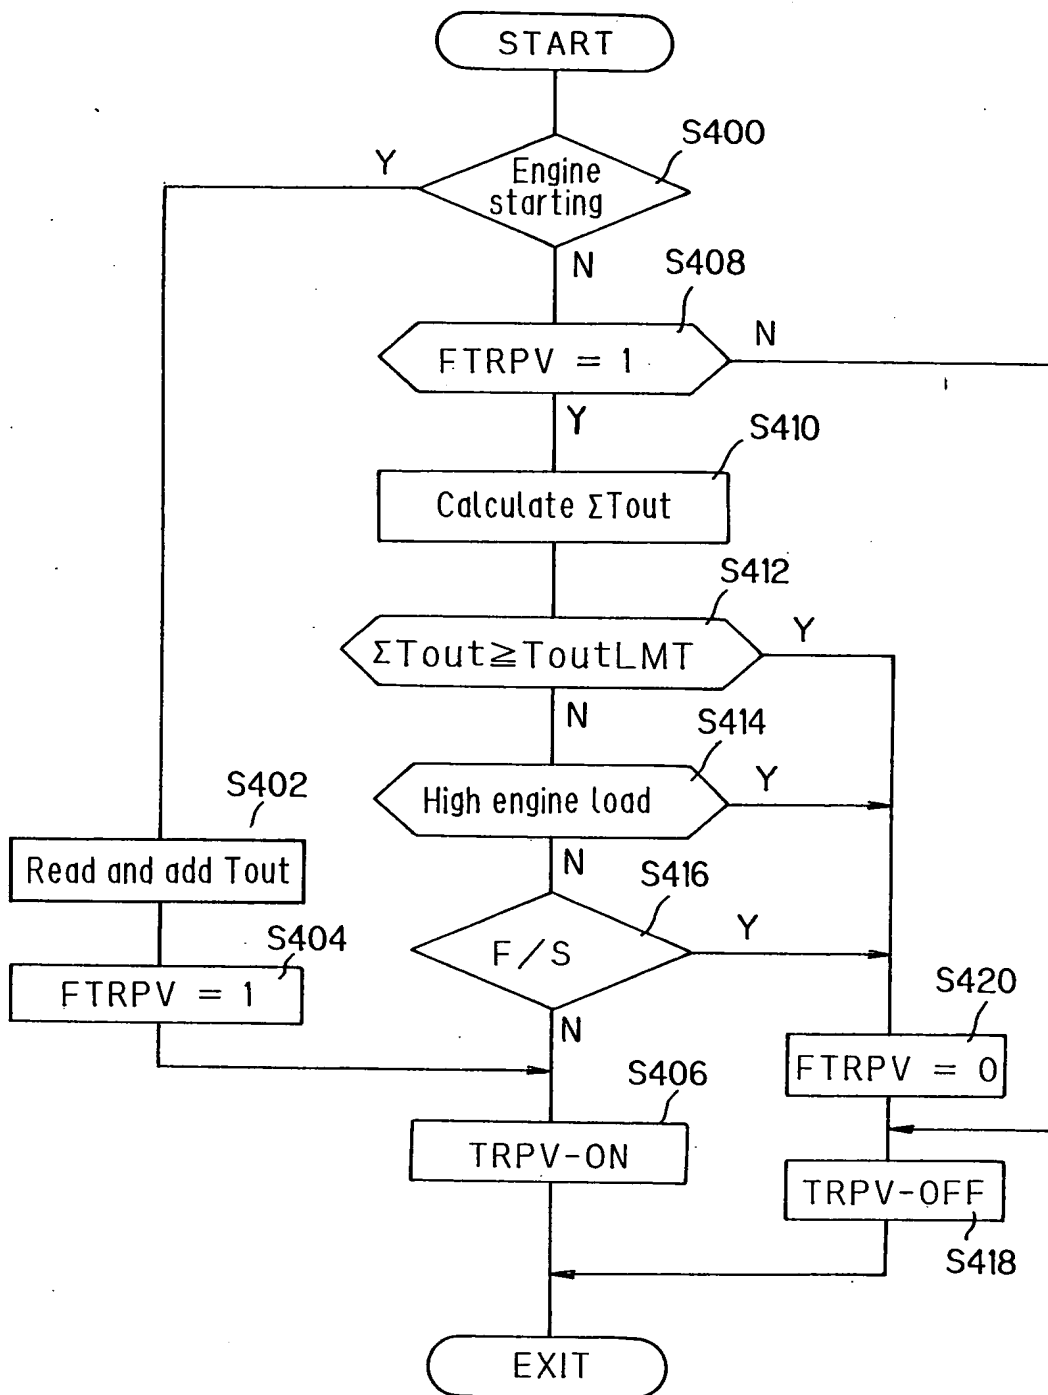 START
S400
Y
Engine
starting
N
S408
FTRPV = 1
N
Y
S410
Calculate ΣTout
S412
ΣTout≧ToutLMT
Y
N
S414
High engine load
Y
N
S402
Read and add Tout
S416
F/S
Y
N
S404
FTRPV = 1
S420
FTRPV = 0
S406
TRPV-ON
TRPV-OFF
S418
EXIT